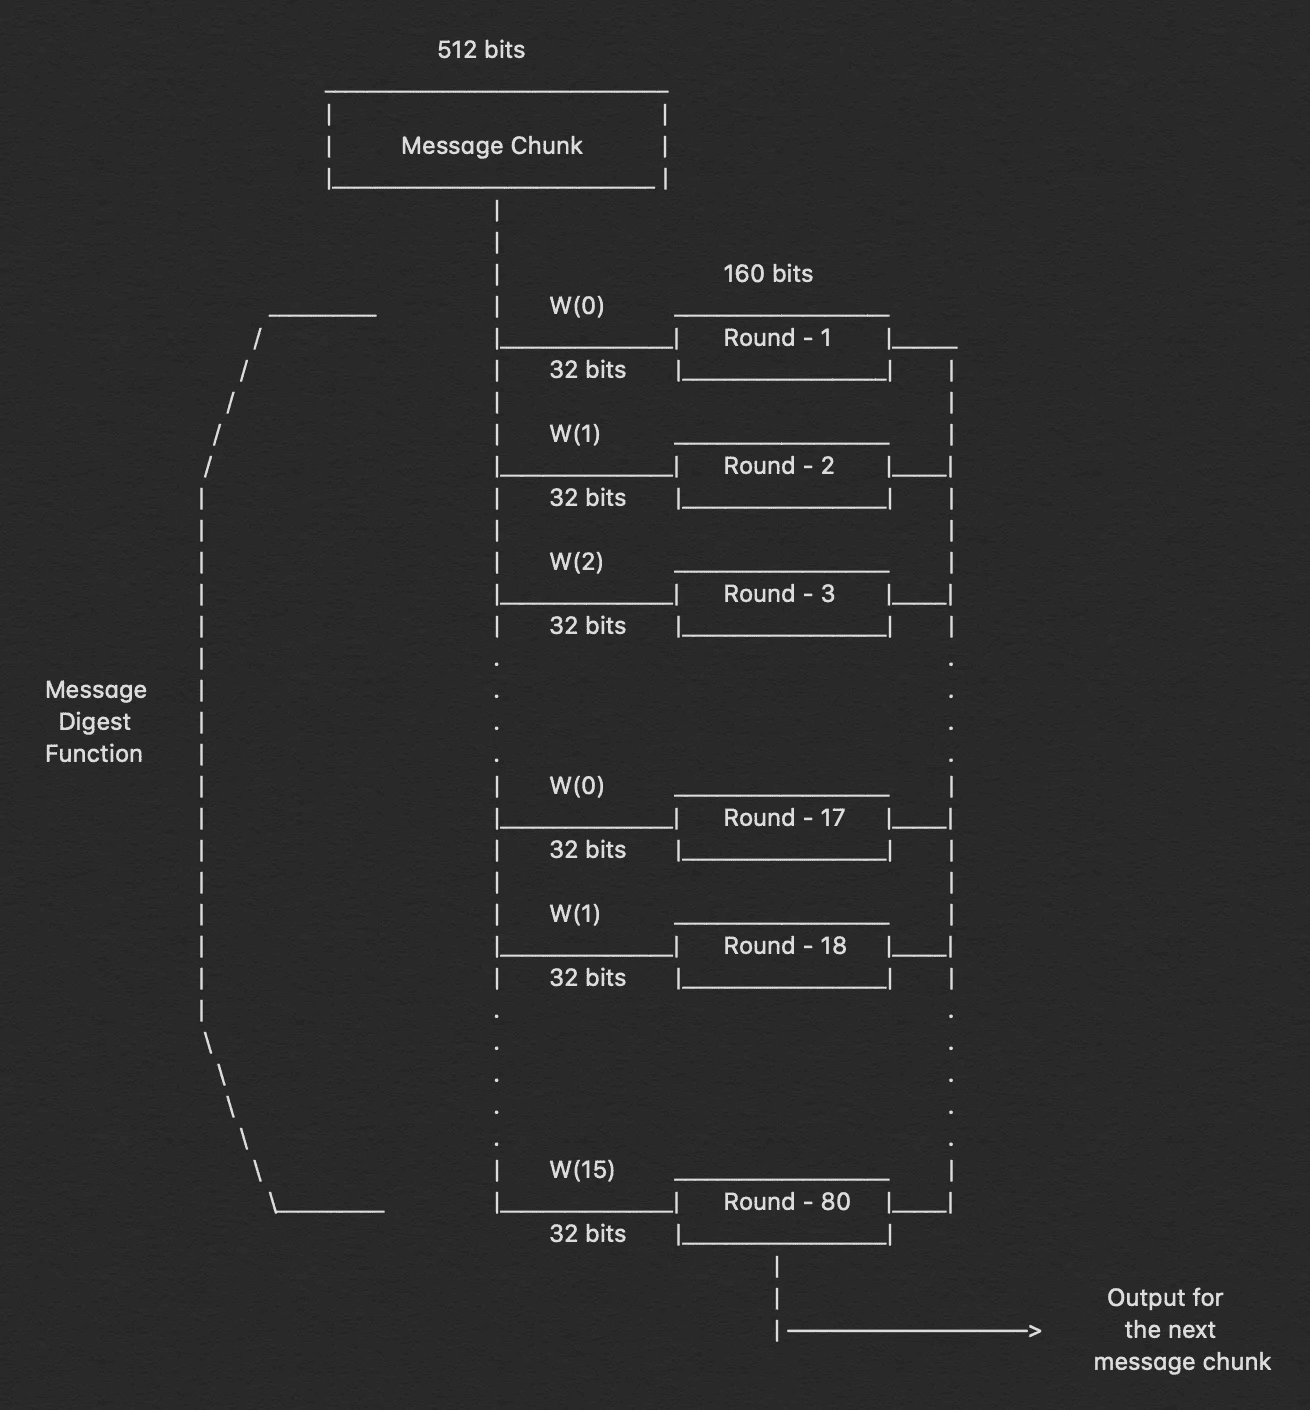 512 bits
Message Chunk
160 bits
W(0)
Round - 1
32 bits
W(1)
Round - 2
32 bits
W(2)
Round - 3
32 bits
Message
Digest
Function
W(0)
Round - 17
32 bits
W(1)
Round - 18
32 bits
W(15)
Round - 80
32 bits
Output for
the next
message chunk